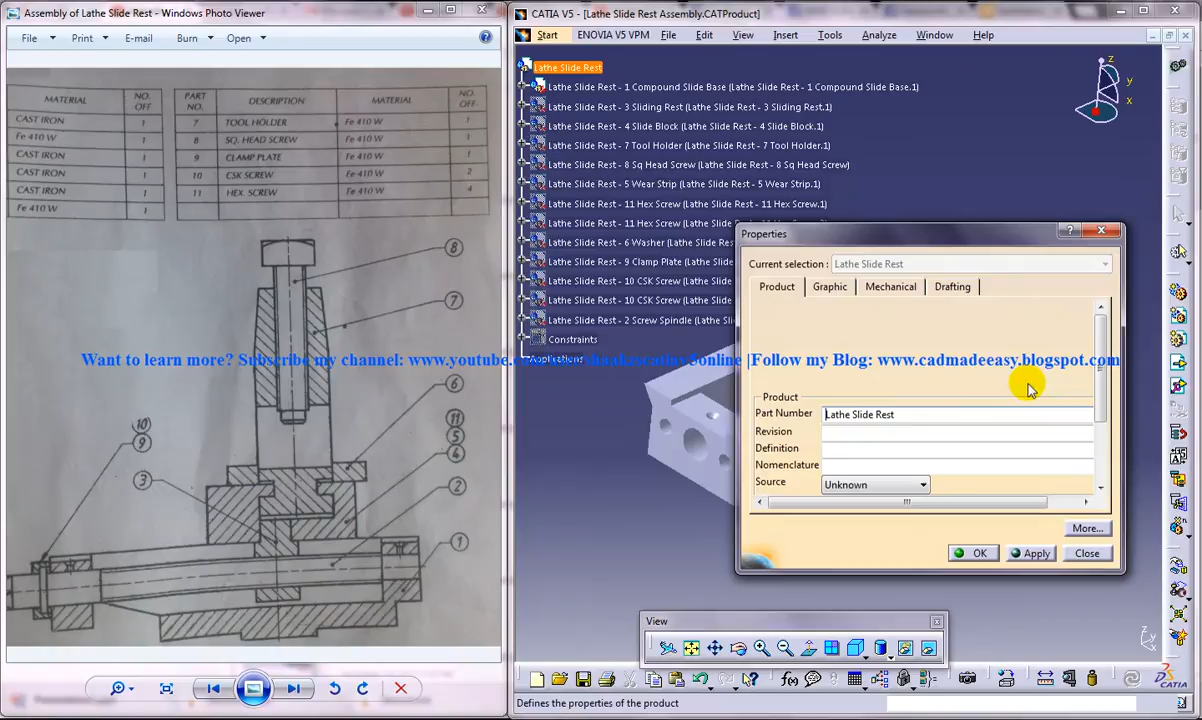 Assembly of Lathe Slide Rest - Windows Photo Viewer
File Print E-mail Burn Open
MATERIAL NO. OFF PART NO. DESCRIPTION MATERIAL NO. OFF
CAST IRON 1 7 TOOL HOLDER Fe 410 W 1
Fe 410 W 1 8 SQ. HEAD SCREW Fe 410 W 1
CAST IRON 1 9 CLAMP PLATE Fe 410 W 1
CAST IRON 1 10 CSK SCREW Fe 410 W 2
CAST IRON 1 11 HEX. SCREW Fe 410 W 4
Fe 410 W 1
8
7
6
11
5
4
10
9
3
2
1
CATIA V5 - [Lathe Slide Rest Assembly.CATProduct]
Start ENOVIA V5 VPM File Edit View Insert Tools Analyze Window Help
Lathe Slide Rest
Lathe Slide Rest - 1 Compound Slide Base (Lathe Slide Rest - 1 Compound Slide Base.1)
Lathe Slide Rest - 3 Sliding Rest (Lathe Slide Rest - 3 Sliding Rest.1)
Lathe Slide Rest - 4 Slide Block (Lathe Slide Rest - 4 Slide Block.1)
Lathe Slide Rest - 7 Tool Holder (Lathe Slide Rest - 7 Tool Holder.1)
Lathe Slide Rest - 8 Sq Head Screw (Lathe Slide Rest - 8 Sq Head Screw)
Lathe Slide Rest - 5 Wear Strip (Lathe Slide Rest - 5 Wear Strip.1)
Lathe Slide Rest - 11 Hex Screw (Lathe Slide Rest - 11 Hex Screw.1)
Lathe Slide Rest - 11 Hex Screw (Lathe Slide Rest - 11 Hex
Lathe Slide Rest - 6 Washer (Lathe Slide Rest
Lathe Slide Rest - 9 Clamp Plate (Lathe Slide
Lathe Slide Rest - 10 CSK Screw (Lathe Slide
Lathe Slide Rest - 10 CSK Screw (Lathe Slide
Lathe Slide Rest - 2 Screw Spindle (Lathe Sli
Constraints
Applications
z
y
x
Want to learn more? Subscribe my channel: www.youtube. |Follow my Blog: www.cadmadeeasy.blogspot.com
Properties
Current selection : Lathe Slide Rest
Product Graphic Mechanical Drafting
Product
Part Number Lathe Slide Rest
Revision
Definition
Nomenclature
Source Unknown
More...
OK Apply Close
View
z
y
x
f(x)
CATIA
Defines the properties of the product